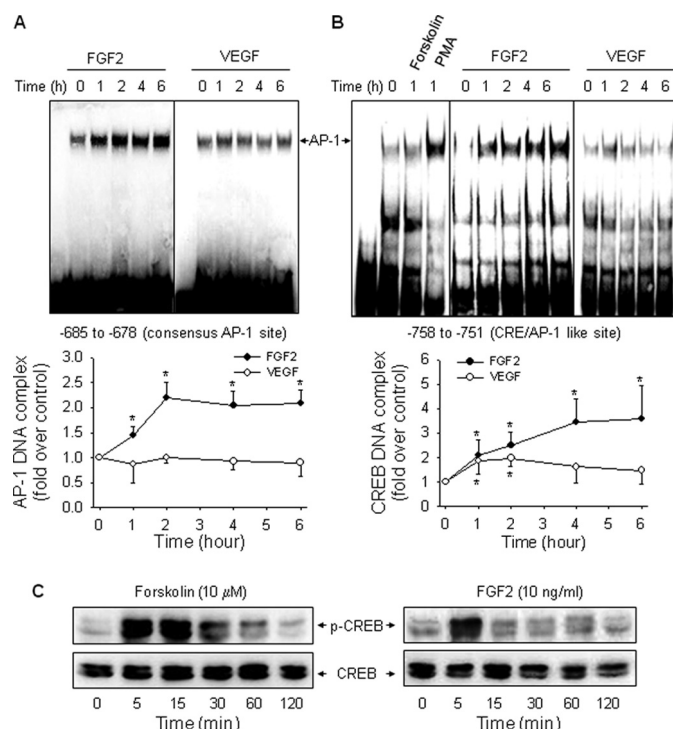 A
FGF2 VEGF
Time (h) 0 1 2 4 6 0 1 2 4 6
AP-1
-685 to -678 (consensus AP-1 site)
AP-1 DNA complex
(fold over control)
3.0
2.5
2.0
1.5
1.0
0.5
0.0
FGF2
VEGF
* * * *
0 1 2 3 4 5 6
Time (hour)
B
Forskolin
PMA
FGF2 VEGF
Time (h) 0 1 1 0 1 2 4 6 0 1 2 4 6
-758 to -751 (CRE/AP-1 like site)
CREB DNA complex
(fold over control)
6
5
4
3
2
1
0
FGF2
VEGF
* * * *
* *
0 1 2 3 4 5 6
Time (hour)
C
Forskolin (10 µM) FGF2 (10 ng/ml)
p-CREB
CREB
0 5 15 30 60 120 0 5 15 30 60 120
Time (min) Time (min)